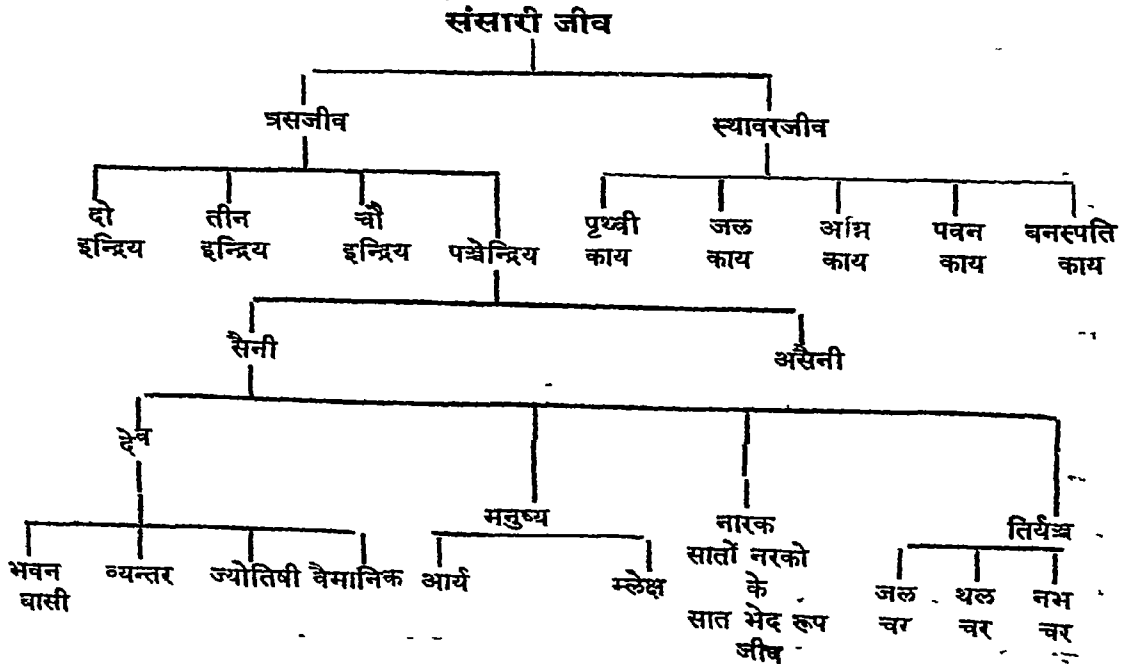 संसारी जीव
त्रसजीव स्थावरजीव
दो तीन चौ पञ्चेन्द्रिय पृथ्वी जल अग्नि पवन वनस्पति
इन्द्रिय इन्द्रिय इन्द्रिय काय काय काय काय काय
सैनी असैनी
देव
मनुष्य नारक तिर्यञ्च
सातों नरको
भवन व्यन्तर ज्योतिषी वैमानिक आर्य म्लेक्ष के जल थल नभ
वासी सात भेद रूप चर चर चर
जीव